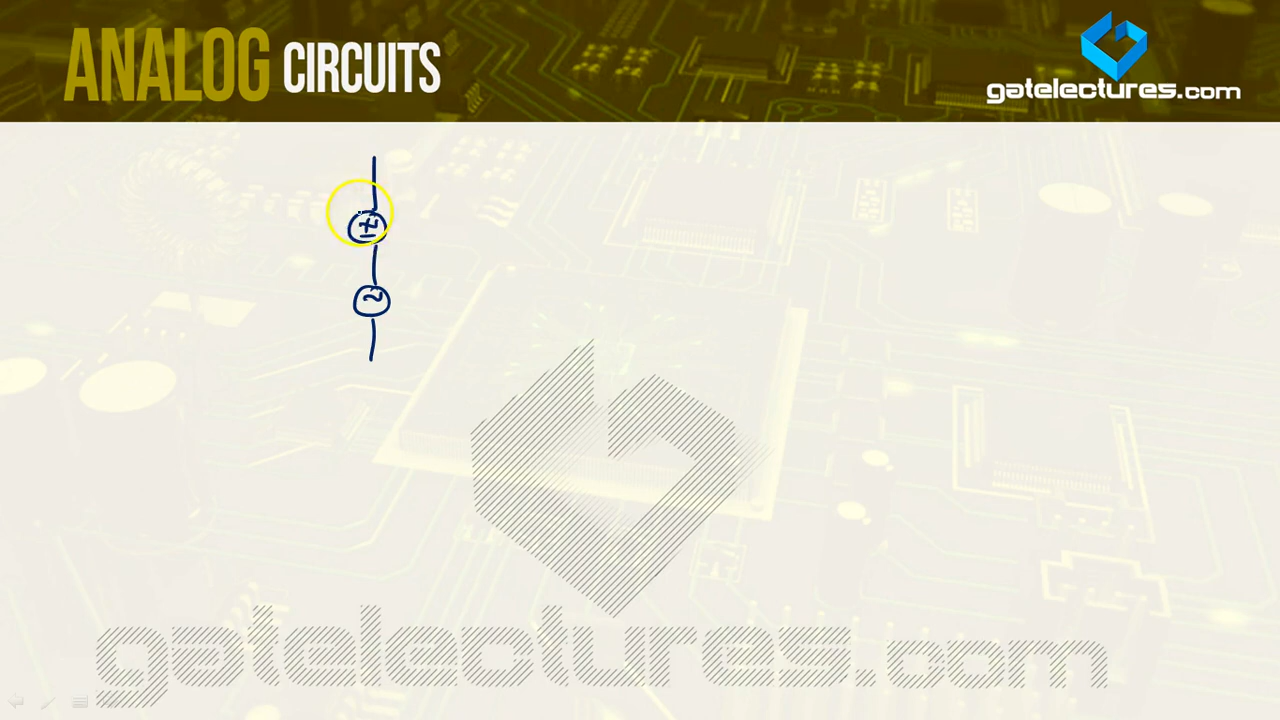 ANALOG CIRCUITS
gatelectures.com
+
−
~
gatelectures.com